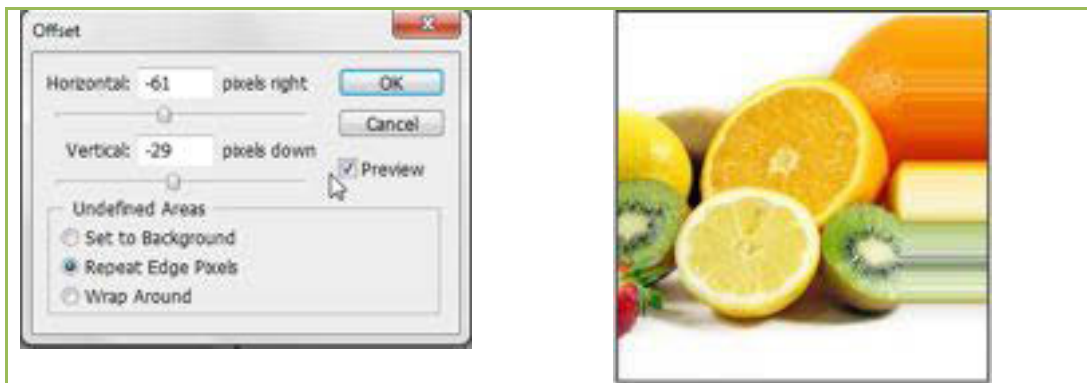 Offset
Horizontal: -61 pixels right
OK
Cancel
Vertical: -29 pixels down
Preview
Undefined Areas
Set to Background
Repeat Edge Pixels
Wrap Around